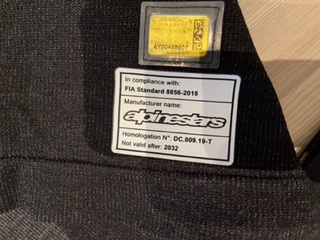 In compliance with:
FIA Standard 8856-2018
Manufacturer name:
alpinestars
Homologation N°: DC.009.19-T
Not valid after: 2032